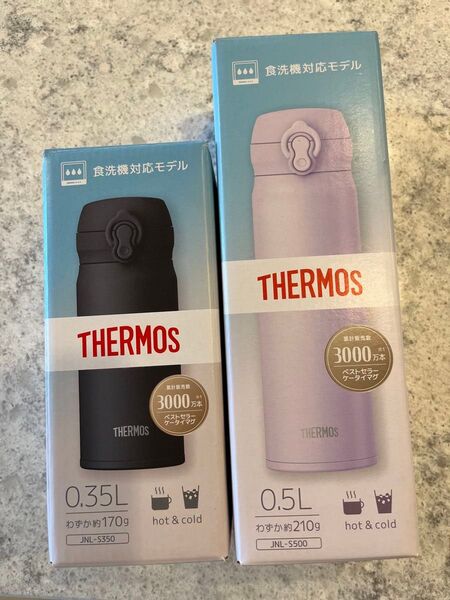 食洗機対応モデル
THERMOS
累計販売数
3000万本
ベストセラー
ケータイマグ
THERMOS
0.35L
わずか約170g
JNL-S350
hot & cold
食洗機対応モデル
THERMOS
累計販売数
3000万本
ベストセラー
ケータイマグ
THERMOS
0.5L
わずか約210g
JNL-S500
hot & cold